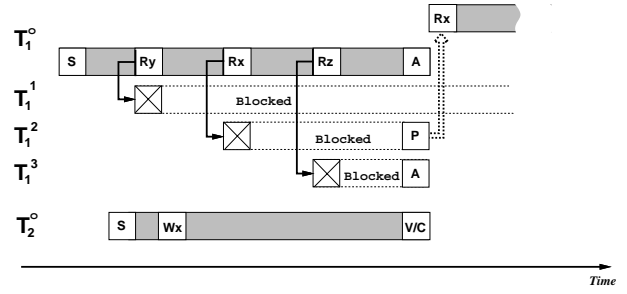 Rx
T₁° S Ry Rx Rz A
T₁¹ Blocked
T₁² Blocked P
T₁³ Blocked A
T₂° S Wx V/C
Time